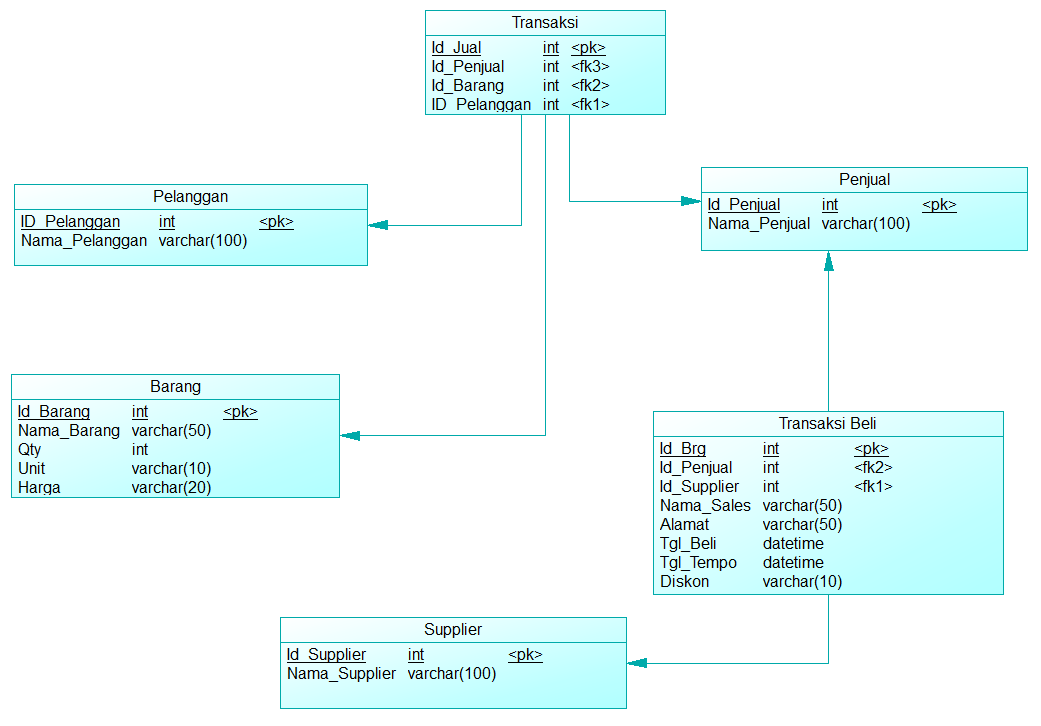 Transaksi
Id_Jual int <pk>
Id_Penjual int <fk3>
Id_Barang int <fk2>
ID_Pelanggan int <fk1>
Pelanggan
ID_Pelanggan int <pk>
Nama_Pelanggan varchar(100)
Penjual
Id_Penjual int <pk>
Nama_Penjual varchar(100)
Barang
Id_Barang int <pk>
Nama_Barang varchar(50)
Qty int
Unit varchar(10)
Harga varchar(20)
Transaksi Beli
Id_Brg int <pk>
Id_Penjual int <fk2>
Id_Supplier int <fk1>
Nama_Sales varchar(50)
Alamat varchar(50)
Tgl_Beli datetime
Tgl_Tempo datetime
Diskon varchar(10)
Supplier
Id_Supplier int <pk>
Nama_Supplier varchar(100)